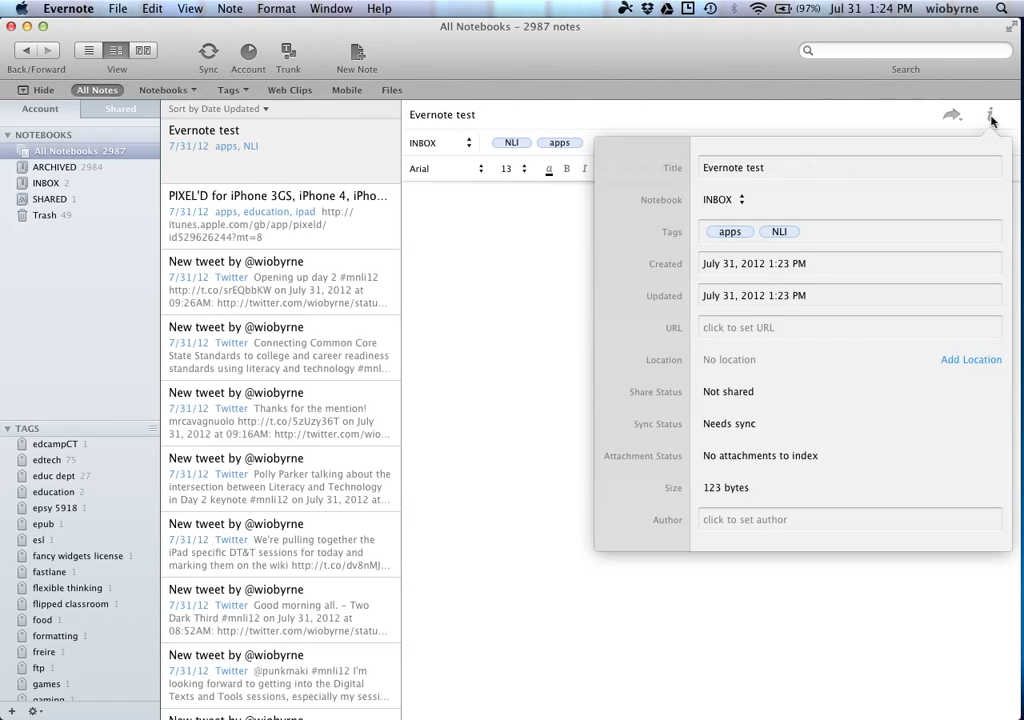 Evernote File Edit View Note Format Window Help (97%) Jul 31 1:24 PM wiobyrne
All Notebooks – 2987 notes
Back/Forward View Sync Account Trunk New Note Search
Hide All Notes Notebooks Tags Web Clips Mobile Files
Account Shared
NOTEBOOKS
All Notebooks 2987
ARCHIVED 2984
INBOX 2
SHARED 1
Trash 49
TAGS
edcampCT 1
edtech 75
educ dept 27
education 2
epsy 5918 1
epub 1
esl 1
fancy widgets license 1
fastlane 1
flexible thinking 1
flipped classroom 1
food 1
formatting 1
freire 1
ftp 1
games 1
gaming 1
Sort by Date Updated
Evernote test
7/31/12 apps, NLI
PIXEL'D for iPhone 3GS, iPhone 4, iPho...
7/31/12 apps, education, ipad http://
itunes.apple.com/gb/app/pixeld/
id529626244?mt=8
New tweet by @wiobyrne
7/31/12 Twitter Opening up day 2 #mnli12
http://t.co/srEQbbKW on July 31, 2012 at
09:26AM: http://twitter.com/wiobyrne/statu...
New tweet by @wiobyrne
7/31/12 Twitter Connecting Common Core
State Standards to college and career readiness
standards using literacy and technology #mnl...
New tweet by @wiobyrne
7/31/12 Twitter Thanks for the mention!
mrcavagnuolo http://t.co/5zUzy36T on July
31, 2012 at 09:16AM: http://twitter.com/wio...
New tweet by @wiobyrne
7/31/12 Twitter Polly Parker talking about the
intersection between Literacy and Technology
in Day 2 keynote #mnli12 on July 31, 2012 at...
New tweet by @wiobyrne
7/31/12 Twitter We're pulling together the
iPad specific DT&T sessions for today and
marking them on the wiki http://t.co/dv8nMJ...
New tweet by @wiobyrne
7/31/12 Twitter Good morning all. – Two
Dark Third #mnli12 on July 31, 2012 at
08:52AM: http://twitter.com/wiobyrne/statu...
New tweet by @wiobyrne
7/31/12 Twitter @punkmaki #mnli12 I'm
looking forward to getting into the Digital
Texts and Tools sessions, especially my sessi...
New tweet by @wiobyrne
Evernote test
INBOX NLI apps
Arial 13 a B I
Title Evernote test
Notebook INBOX
Tags apps NLI
Created July 31, 2012 1:23 PM
Updated July 31, 2012 1:23 PM
URL click to set URL
Location No location Add Location
Share Status Not shared
Sync Status Needs sync
Attachment Status No attachments to index
Size 123 bytes
Author click to set author